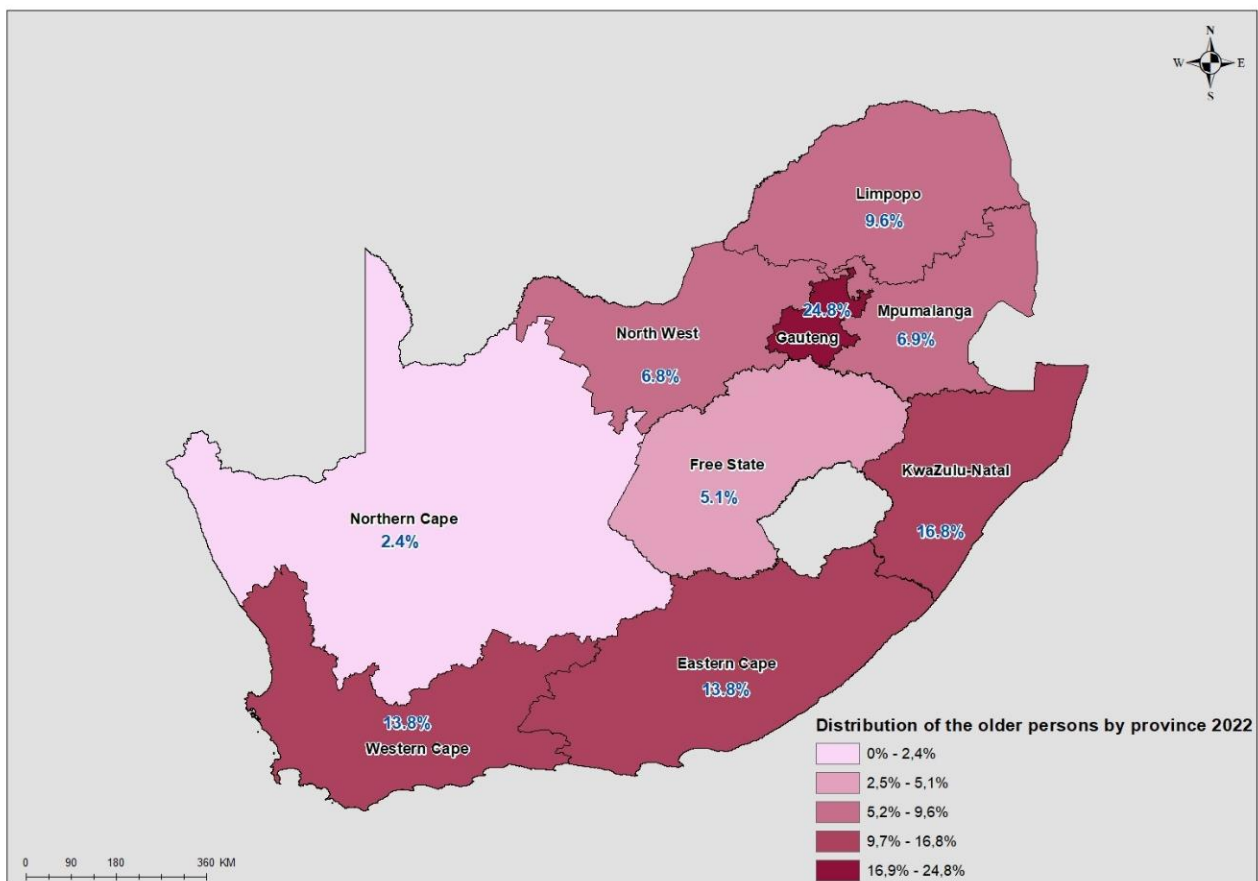 N
W E
S
Limpopo
9.6%
24.8%
Gauteng
Mpumalanga
6.9%
North West
6.8%
Free State
5.1%
KwaZulu-Natal
16.8%
Northern Cape
2.4%
Eastern Cape
13.8%
13.8%
Western Cape
Distribution of the older persons by province 2022
0% - 2,4%
2,5% - 5,1%
5,2% - 9,6%
9,7% - 16,8%
16,9% - 24,8%
0 90 180 360 KM